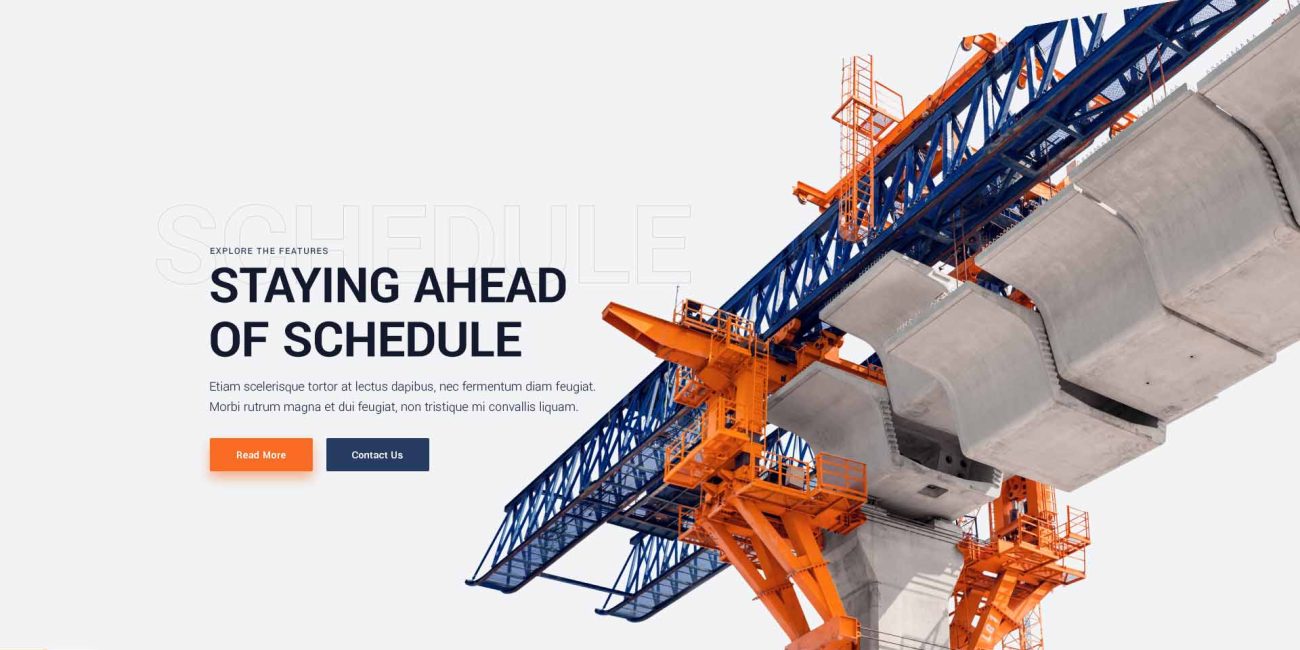 SCHEDULE
EXPLORE THE FEATURES
STAYING AHEAD
OF SCHEDULE
Etiam scelerisque tortor at lectus dapibus, nec fermentum diam feugiat.
Morbi rutrum magna et dui feugiat, non tristique mi convallis liquam.
Read More
Contact Us